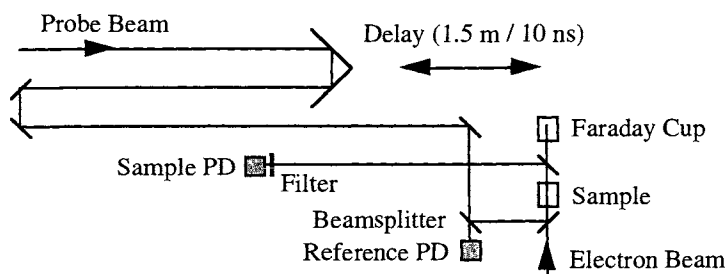 Probe Beam
Delay (1.5 m / 10 ns)
Faraday Cup
Sample PD
Filter
Sample
Beamsplitter
Reference PD
Electron Beam